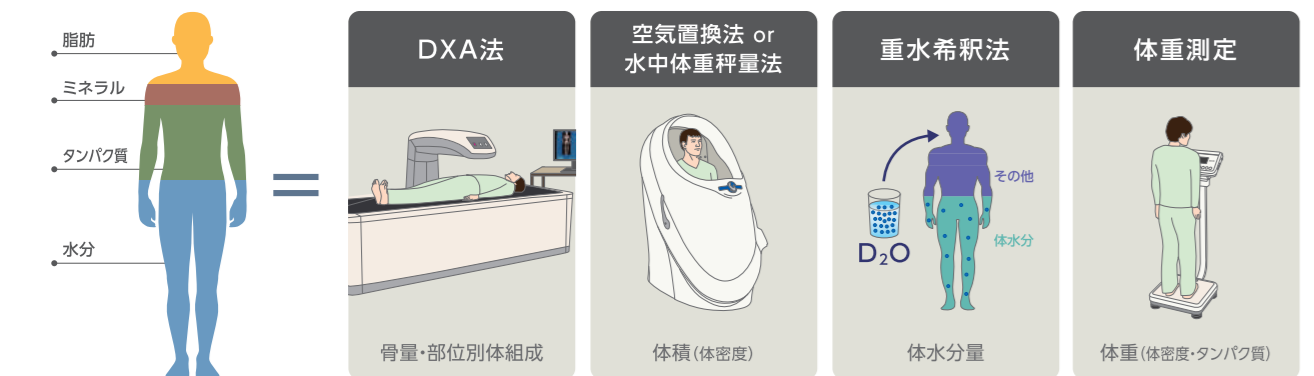 脂肪
ミネラル
タンパク質
水分
DXA法
骨量・部位別体組成
空気置換法 or
水中体重秤量法
体積(体密度)
重水希釈法
その他
体水分
D₂O
体水分量
体重測定
体重(体密度・タンパク質)